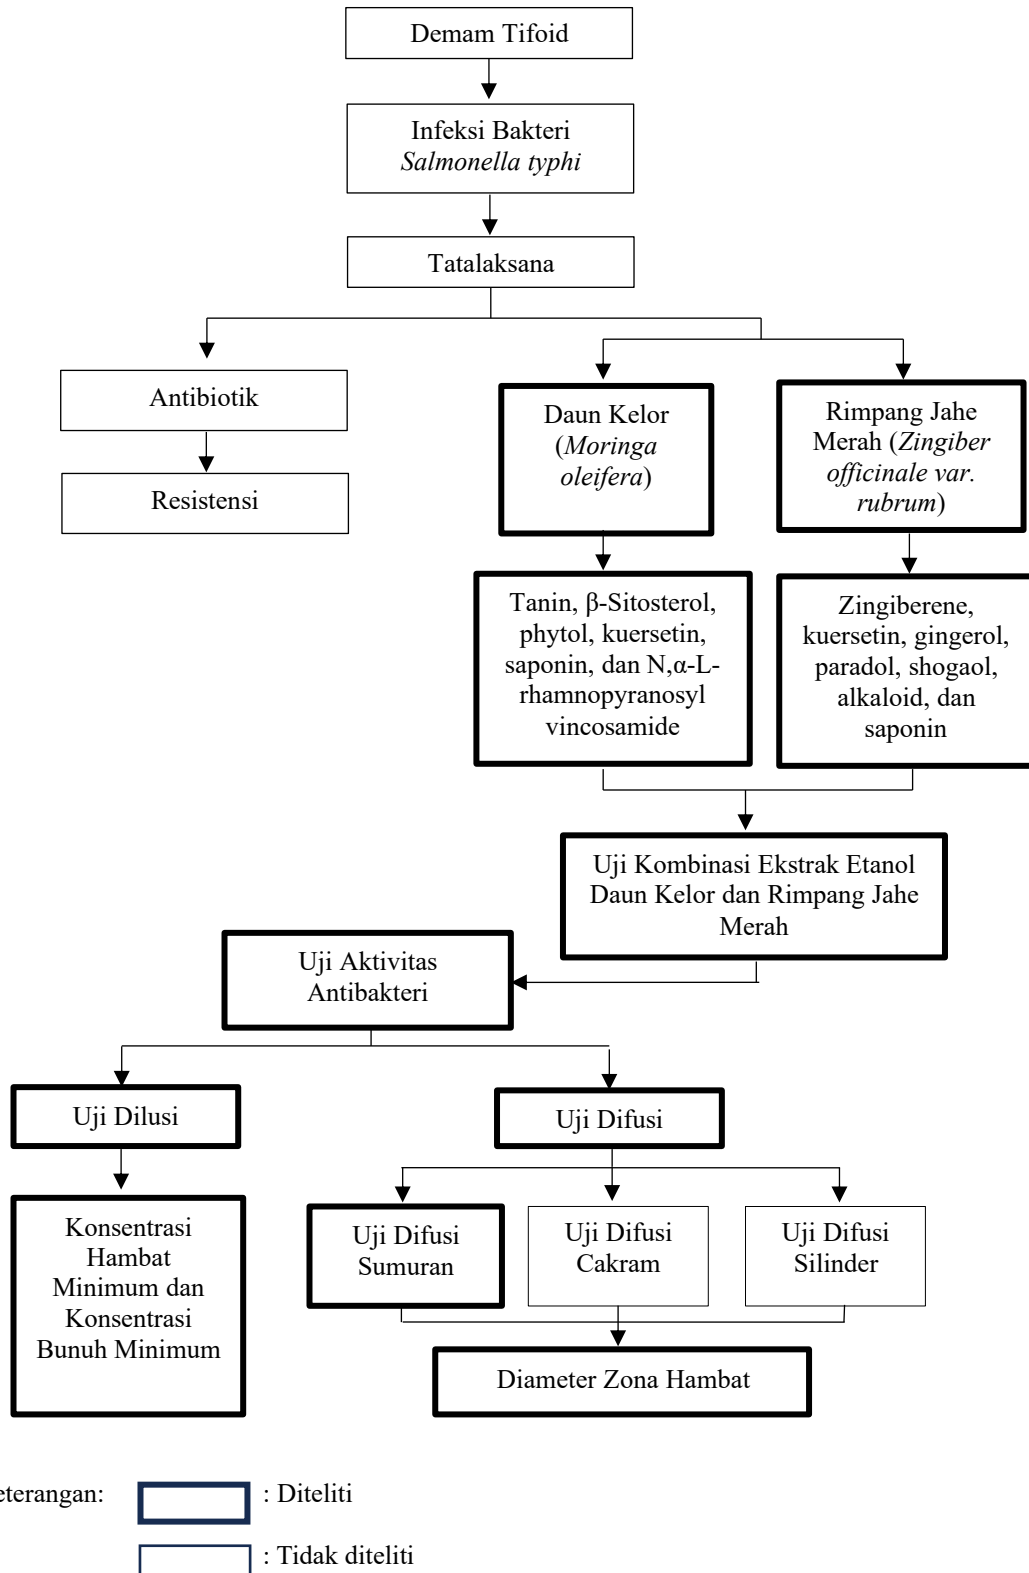 Demam Tifoid
Infeksi Bakteri
Salmonella typhi
Tatalaksana
Antibiotik
Resistensi
Daun Kelor
(Moringa
oleifera)
Rimpang Jahe
Merah (Zingiber
officinale var.
rubrum)
Tanin, β-Sitosterol,
phytol, kuersetin,
saponin, dan N,α-L-
rhamnopyranosyl
vincosamide
Zingiberene,
kuersetin, gingerol,
paradol, shogaol,
alkaloid, dan
saponin
Uji Kombinasi Ekstrak Etanol
Daun Kelor dan Rimpang Jahe
Merah
Uji Aktivitas
Antibakteri
Uji Dilusi
Uji Difusi
Konsentrasi
Hambat
Minimum dan
Konsentrasi
Bunuh Minimum
Uji Difusi
Sumuran
Uji Difusi
Cakram
Uji Difusi
Silinder
Diameter Zona Hambat
eterangan:
: Diteliti
: Tidak diteliti